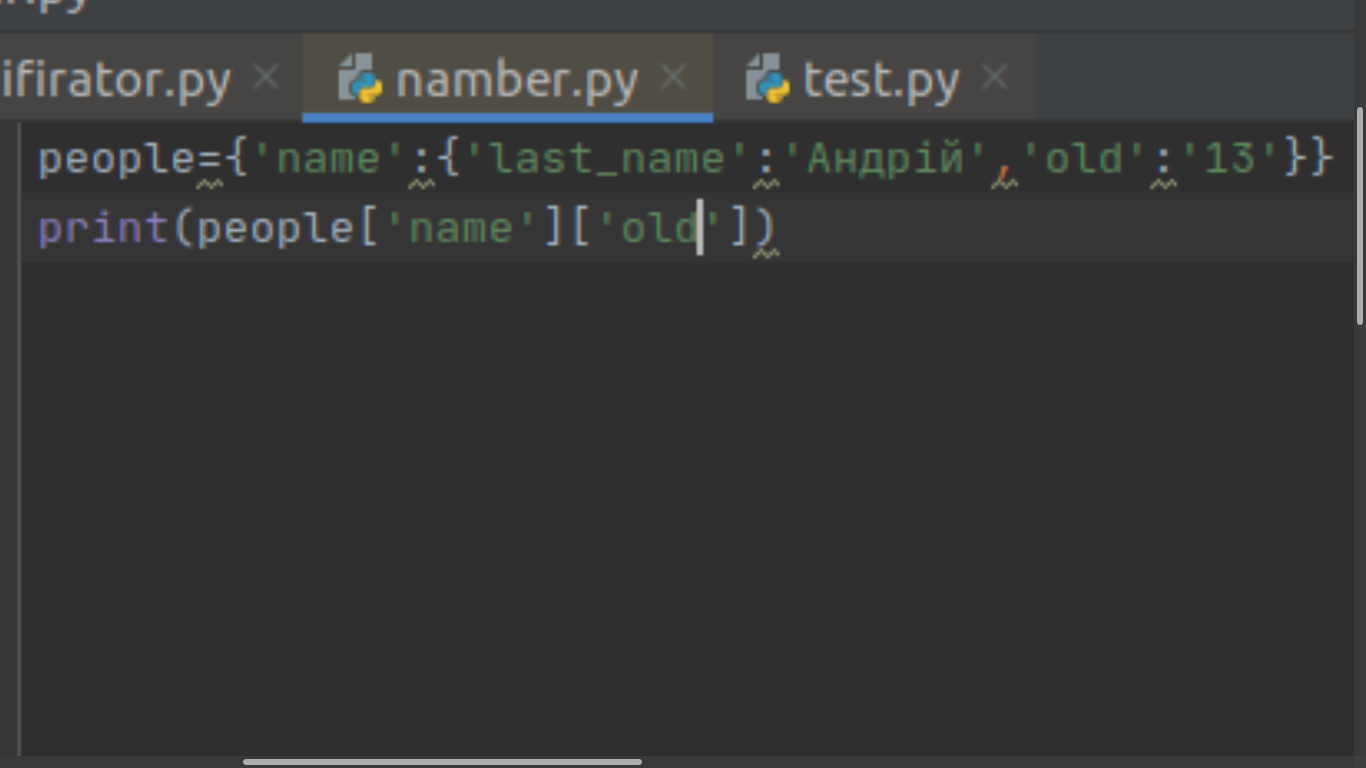 ifirator.py namber.py test.py
people={'name':{'last_name':'Андрій','old':'13'}}
print(people['name']['old'])